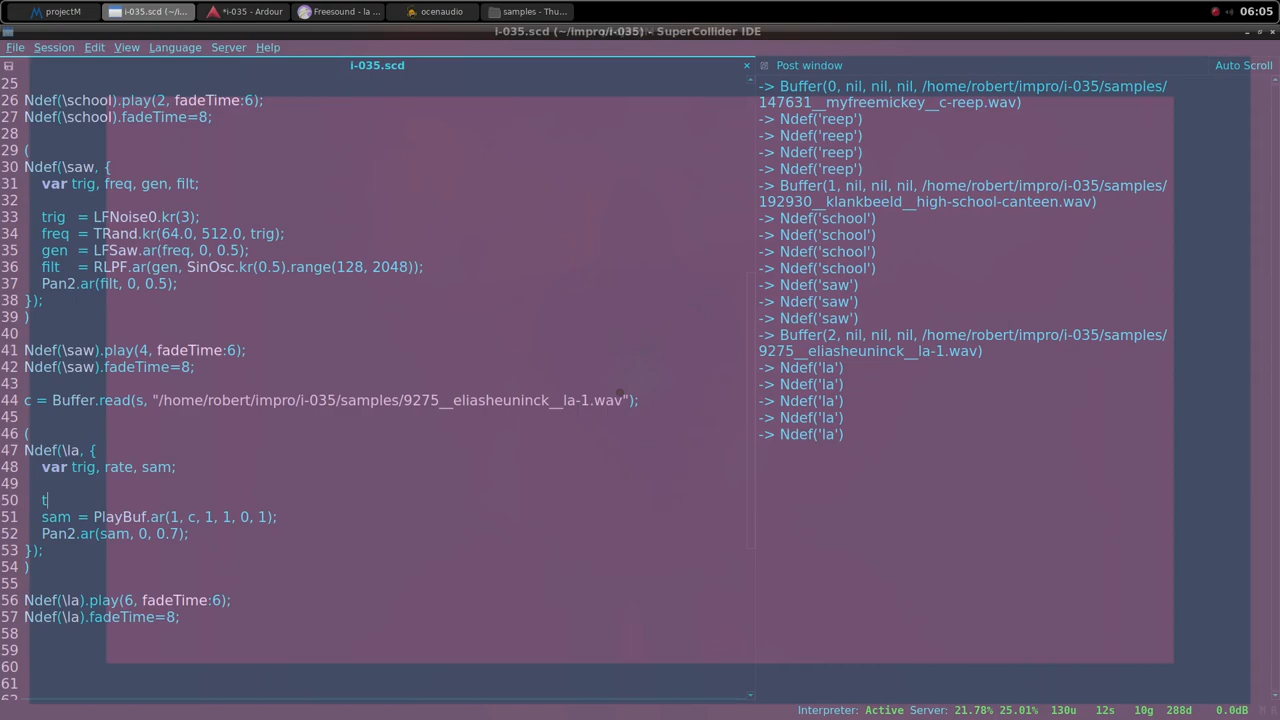 projectM
i-035.scd (~/i...
*i-035 - Ardour
Freesound - la ...
ocenaudio
samples - Thu...
06:05
i-035.scd (~/impro/i-035) - SuperCollider IDE
File Session Edit View Language Server Help
i-035.scd
Post window
Auto Scroll
25
26 Ndef(\school).play(2, fadeTime:6);
27 Ndef(\school).fadeTime=8;
28
29 (
30 Ndef(\saw, {
31 var trig, freq, gen, filt;
32
33 trig = LFNoise0.kr(3);
34 freq = TRand.kr(64.0, 512.0, trig);
35 gen = LFSaw.ar(freq, 0, 0.5);
36 filt = RLPF.ar(gen, SinOsc.kr(0.5).range(128, 2048));
37 Pan2.ar(filt, 0, 0.5);
38 });
39 )
40
41 Ndef(\saw).play(4, fadeTime:6);
42 Ndef(\saw).fadeTime=8;
43
44 c = Buffer.read(s, "/home/robert/impro/i-035/samples/9275__eliasheuninck__la-1.wav");
45
46 (
47 Ndef(\la, {
48 var trig, rate, sam;
49
50 t
51 sam = PlayBuf.ar(1, c, 1, 1, 0, 1);
52 Pan2.ar(sam, 0, 0.7);
53 });
54 )
55
56 Ndef(\la).play(6, fadeTime:6);
57 Ndef(\la).fadeTime=8;
58
59
60
61
62
-> Buffer(0, nil, nil, nil, /home/robert/impro/i-035/samples/
147631__myfreemickey__c-reep.wav)
-> Ndef('reep')
-> Ndef('reep')
-> Ndef('reep')
-> Ndef('reep')
-> Buffer(1, nil, nil, nil, /home/robert/impro/i-035/samples/
192930__klankbeeld__high-school-canteen.wav)
-> Ndef('school')
-> Ndef('school')
-> Ndef('school')
-> Ndef('school')
-> Ndef('saw')
-> Ndef('saw')
-> Ndef('saw')
-> Buffer(2, nil, nil, nil, /home/robert/impro/i-035/samples/
9275__eliasheuninck__la-1.wav)
-> Ndef('la')
-> Ndef('la')
-> Ndef('la')
-> Ndef('la')
-> Ndef('la')
Interpreter: Active Server: 21.78% 25.01% 130u 12s 10g 288d 0.0dB